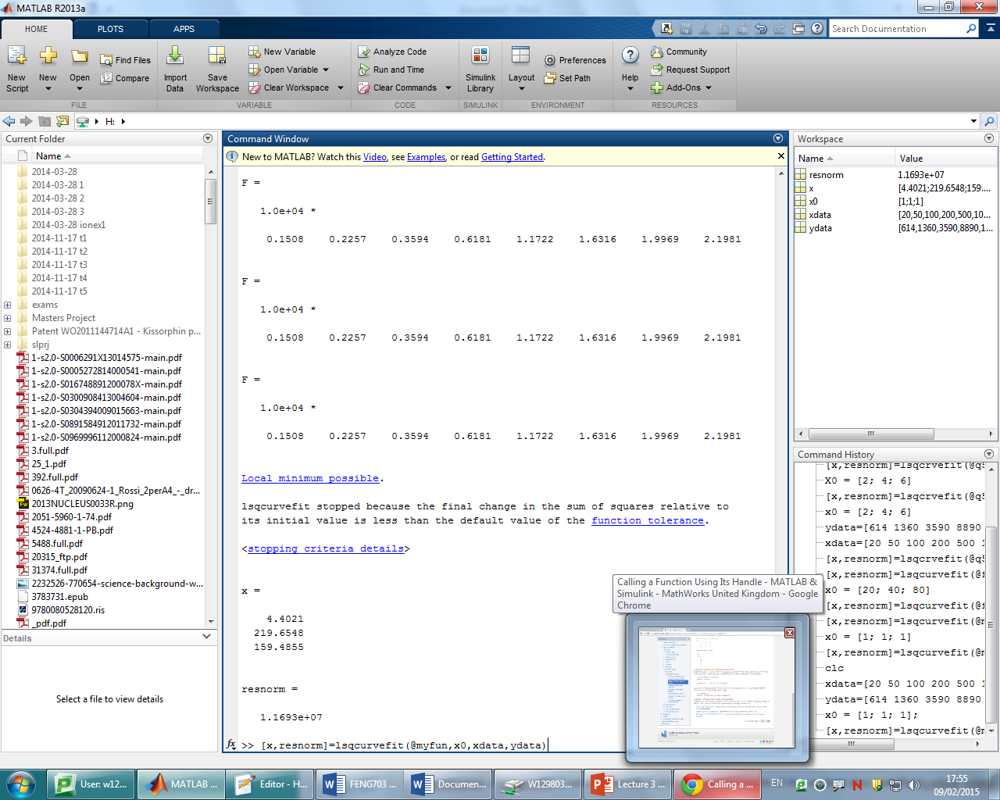 MATLAB R2013a
HOME
PLOTS
APPS
Search Documentation
New Script
New
Open
Find Files
Compare
FILE
Import Data
Save Workspace
New Variable
Open Variable
Clear Workspace
VARIABLE
Analyze Code
Run and Time
Clear Commands
CODE
Simulink Library
SIMULINK
Layout
Preferences
Set Path
ENVIRONMENT
Help
Community
Request Support
Add-Ons
RESOURCES
H:
Current Folder
Name
2014-03-28
2014-03-28 1
2014-03-28 2
2014-03-28 3
2014-03-28 ionex1
2014-11-17 t1
2014-11-17 t2
2014-11-17 t3
2014-11-17 t4
2014-11-17 t5
exams
Masters Project
Patent WO2011144714A1 - Kissorphin p...
slprj
1-s2.0-S0006291X13014575-main.pdf
1-s2.0-S0005272814000541-main.pdf
1-s2.0-S016748891200078X-main.pdf
1-s2.0-S0300908413004604-main.pdf
1-s2.0-S0304394009015663-main.pdf
1-s2.0-S0891584912011732-main.pdf
1-s2.0-S0969996112000824-main.pdf
3.full.pdf
25_1.pdf
392.full.pdf
0626-4T_20090624-1_Rossi_2perA4_-_dr...
2013NUCLEUS0033R.png
2051-5960-1-74.pdf
4524-4881-1-PB.pdf
5488.full.pdf
20315_ftp.pdf
31374.full.pdf
2232526-770654-science-background-w...
3783731.epub
9780080528120.ris
_pdf.pdf
Details
Select a file to view details
Command Window
New to MATLAB? Watch this Video, see Examples, or read Getting Started.
F =
1.0e+04 *
0.1508 0.2257 0.3594 0.6181 1.1722 1.6316 1.9969 2.1981
F =
1.0e+04 *
0.1508 0.2257 0.3594 0.6181 1.1722 1.6316 1.9969 2.1981
F =
1.0e+04 *
0.1508 0.2257 0.3594 0.6181 1.1722 1.6316 1.9969 2.1981
Local minimum possible.
lsqcurvefit stopped because the final change in the sum of squares relative to
its initial value is less than the default value of the function tolerance.
<stopping criteria details>
x =
4.4021
219.6548
159.4855
resnorm =
1.1693e+07
fx >> [x,resnorm]=lsqcurvefit(@myfun,x0,xdata,ydata)
Calling a Function Using Its Handle - MATLAB &
Simulink - MathWorks United Kingdom - Google
Chrome
Workspace
Name Value
resnorm 1.1693e+07
x [4.4021;219.6548;159....
x0 [1;1;1]
xdata [20,50,100,200,500,10...
ydata [614,1360,3590,8890,1...
Command History
[x,resnorm]=lsqcrvefit(@q5
X0 = [2; 4; 6]
[x,resnorm]=lsqcrvefit(@q5
x0 = [2; 4; 6]
ydata=[614 1360 3590 8890
xdata=[20 50 100 200 500 1
[x,resnorm]=lsqcurvefit(@q5
[x,resnorm]=lsqcurvefit(@f
x0 = [20; 40; 80]
[x,resnorm]=lsqcurvefit(@m
x0 = [1; 1; 1]
[x,resnorm]=lsqcurvefit(@m
clc
xdata=[20 50 100 200 500 1
ydata=[614 1360 3590 8890
x0 = [1; 1; 1];
[x,resnorm]=lsqcurvefit(@m
User: w12...
MATLAB ...
Editor - H...
FENG703 ...
Documen...
W129803...
Lecture 3 ...
Calling a ...
EN
17:55
09/02/2015